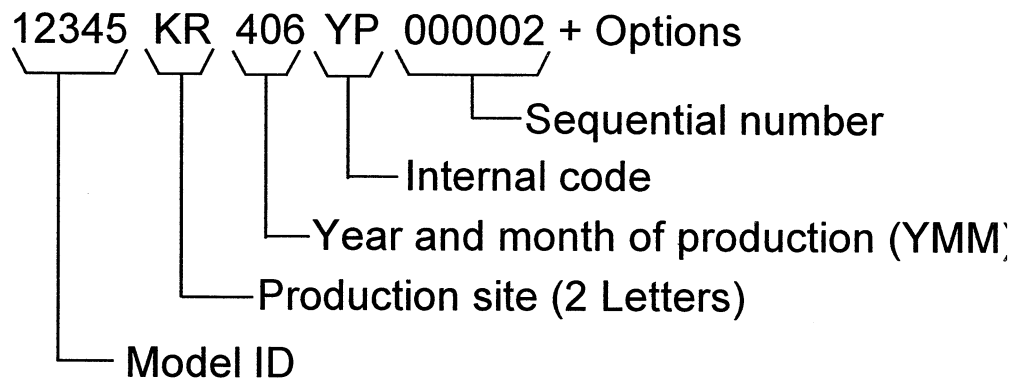 12345 KR 406 YP 000002 + Options
Sequential number
Internal code
Year and month of production (YMM)
Production site (2 Letters)
Model ID